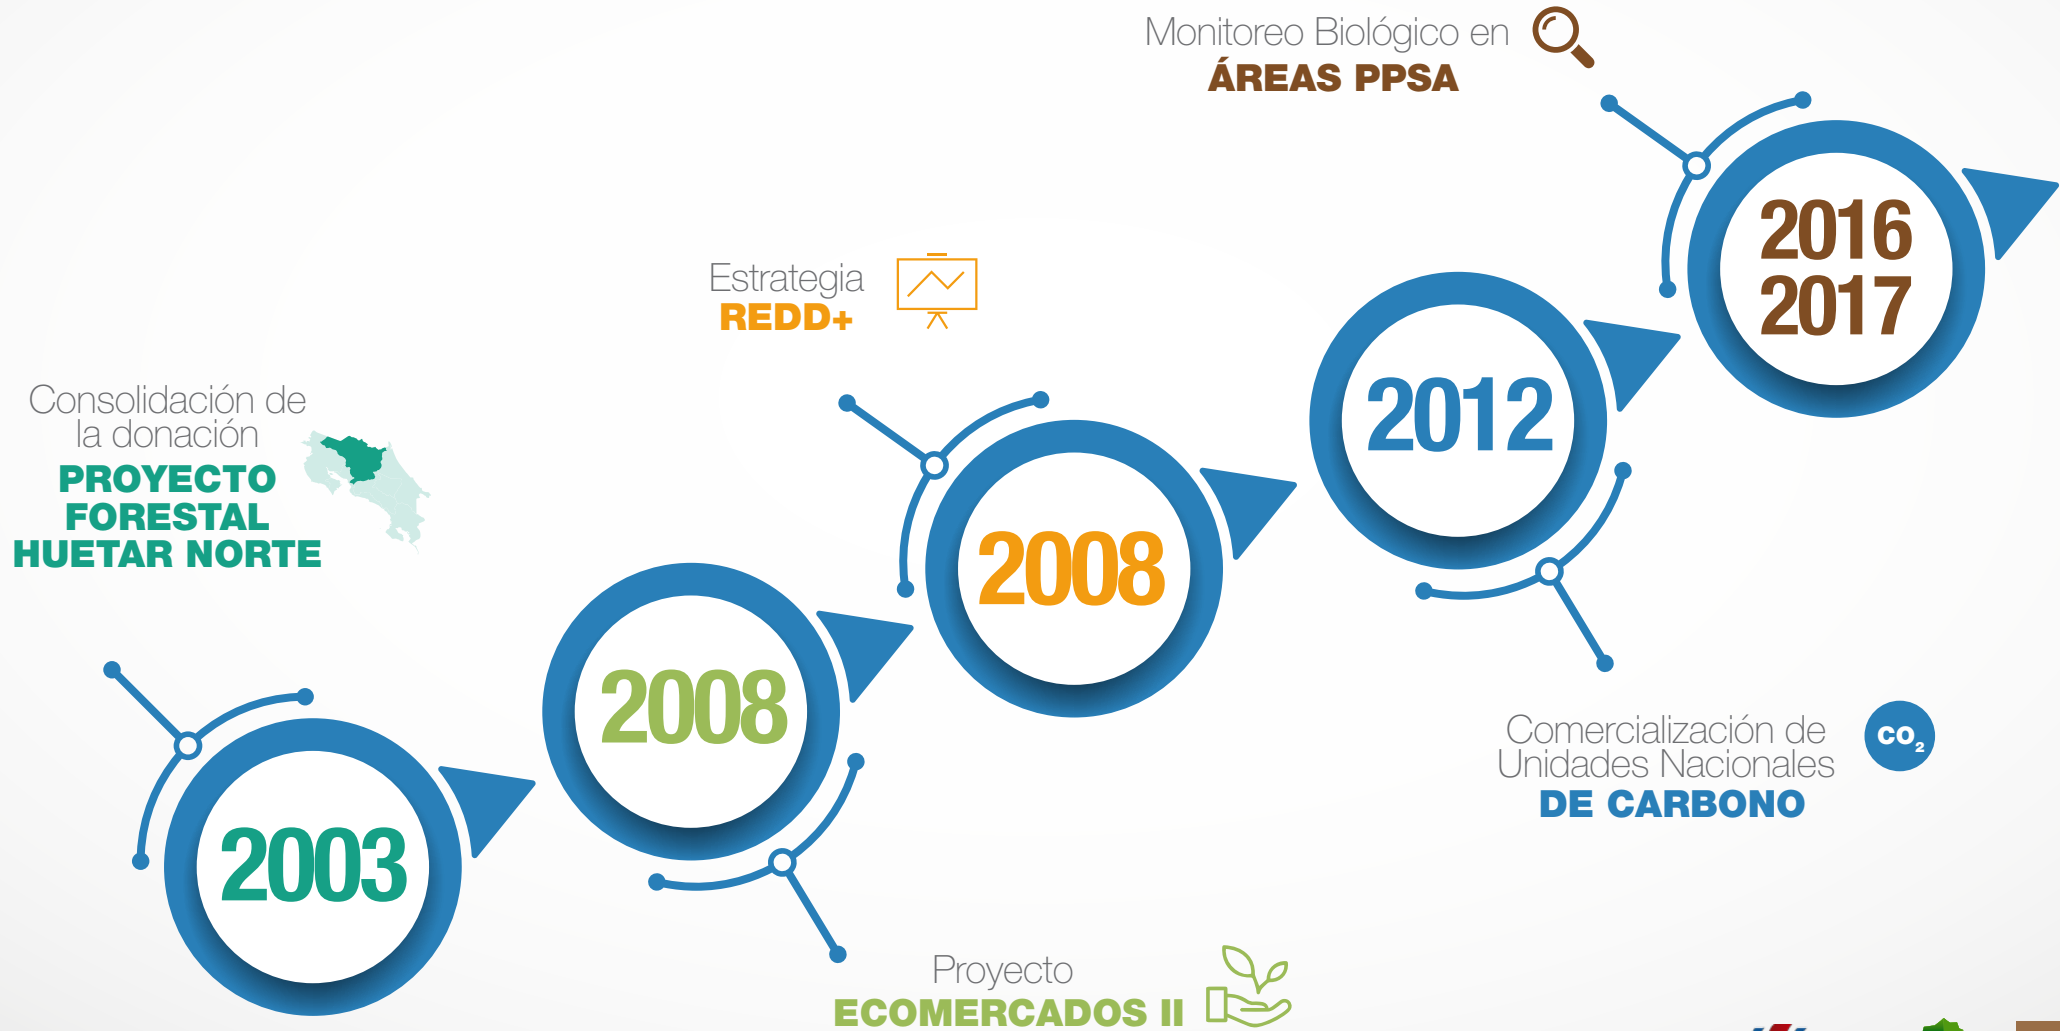 Consolidación de
la donación
PROYECTO
FORESTAL
HUETAR NORTE
2003
2008
Proyecto
ECOMERCADOS II
Estrategia
REDD+
2008
2012
Comercialización de
Unidades Nacionales
DE CARBONO
CO₂
Monitoreo Biológico en
ÁREAS PPSA
2016
2017